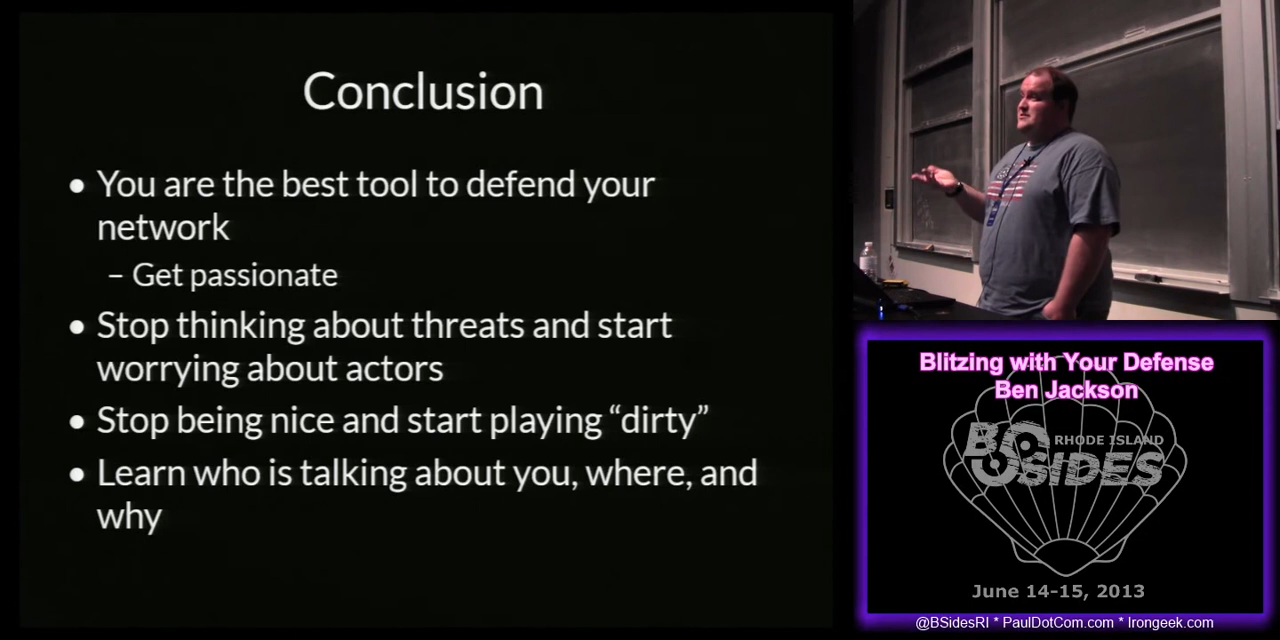 Conclusion
• You are the best tool to defend your
network
– Get passionate
• Stop thinking about threats and start
worrying about actors
• Stop being nice and start playing “dirty”
• Learn who is talking about you, where, and
why
Blitzing with Your Defense
Ben Jackson
RHODE ISLAND
BSIDES
June 14-15, 2013
@BSidesRI * PaulDotCom.com * Irongeek.com